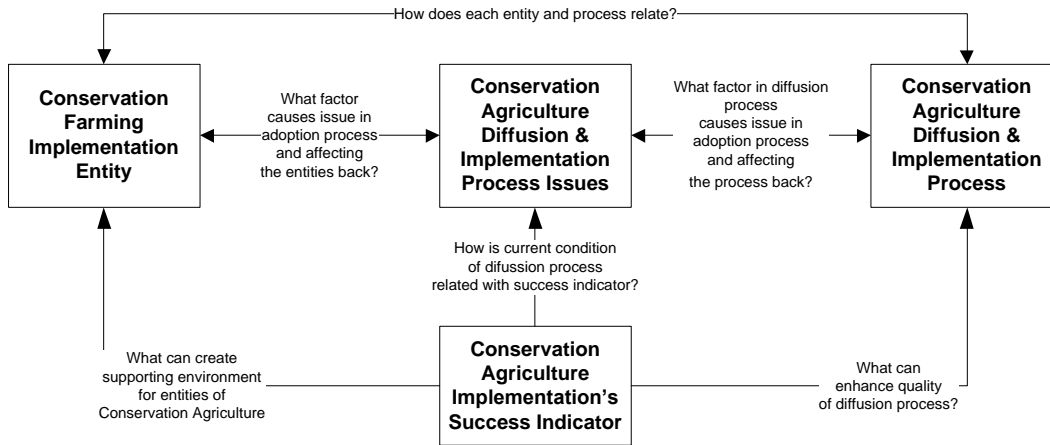 How does each entity and process relate?
Conservation
Farming
Implementation
Entity
What factor
causes issue in
adoption process
and affecting
the entities back?
Conservation
Agriculture
Diffusion &
Implementation
Process Issues
What factor in diffusion
process
causes issue in
adoption process
and affecting
the process back?
Conservation
Agriculture
Diffusion &
Implementation
Process
How is current condition
of difussion process
related with success indicator?
What can create
supporting environment
for entities of
Conservation Agriculture
Conservation
Agriculture
Implementation's
Success Indicator
What can
enhance quality
of diffusion process?